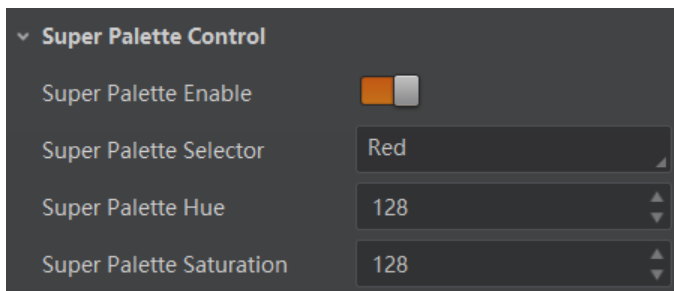 Super Palette Control
Super Palette Enable
Super Palette Selector Red
Super Palette Hue 128
Super Palette Saturation 128